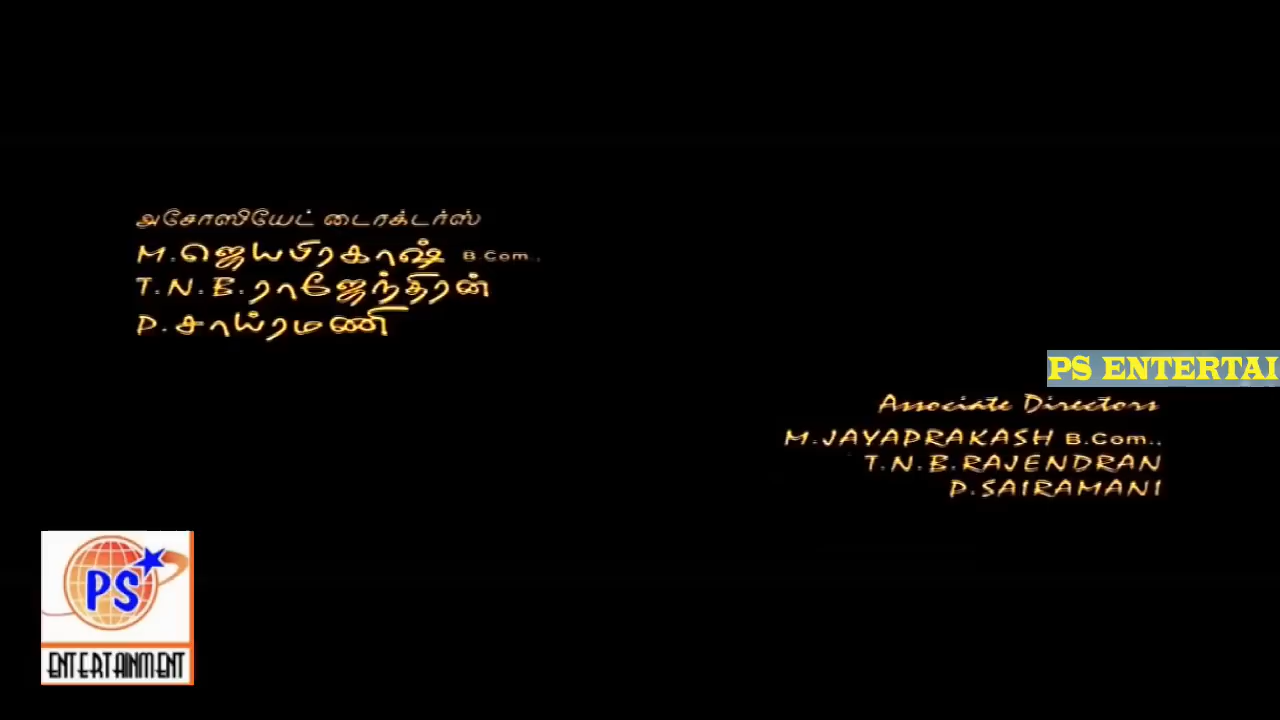 அசோஸியேட் டைரக்டர்ஸ்
M.ஜெயபிரகாஷ் B.Com.,
T.N.B.ராஜேந்திரன்
P.சாய்ரமணி
PS ENTERTAI
Associate Directors
M.JAYAPRAKASH B.Com.,
T.N.B.RAJENDRAN
P.SAIRAMANI
PS
ENTERTAINMENT